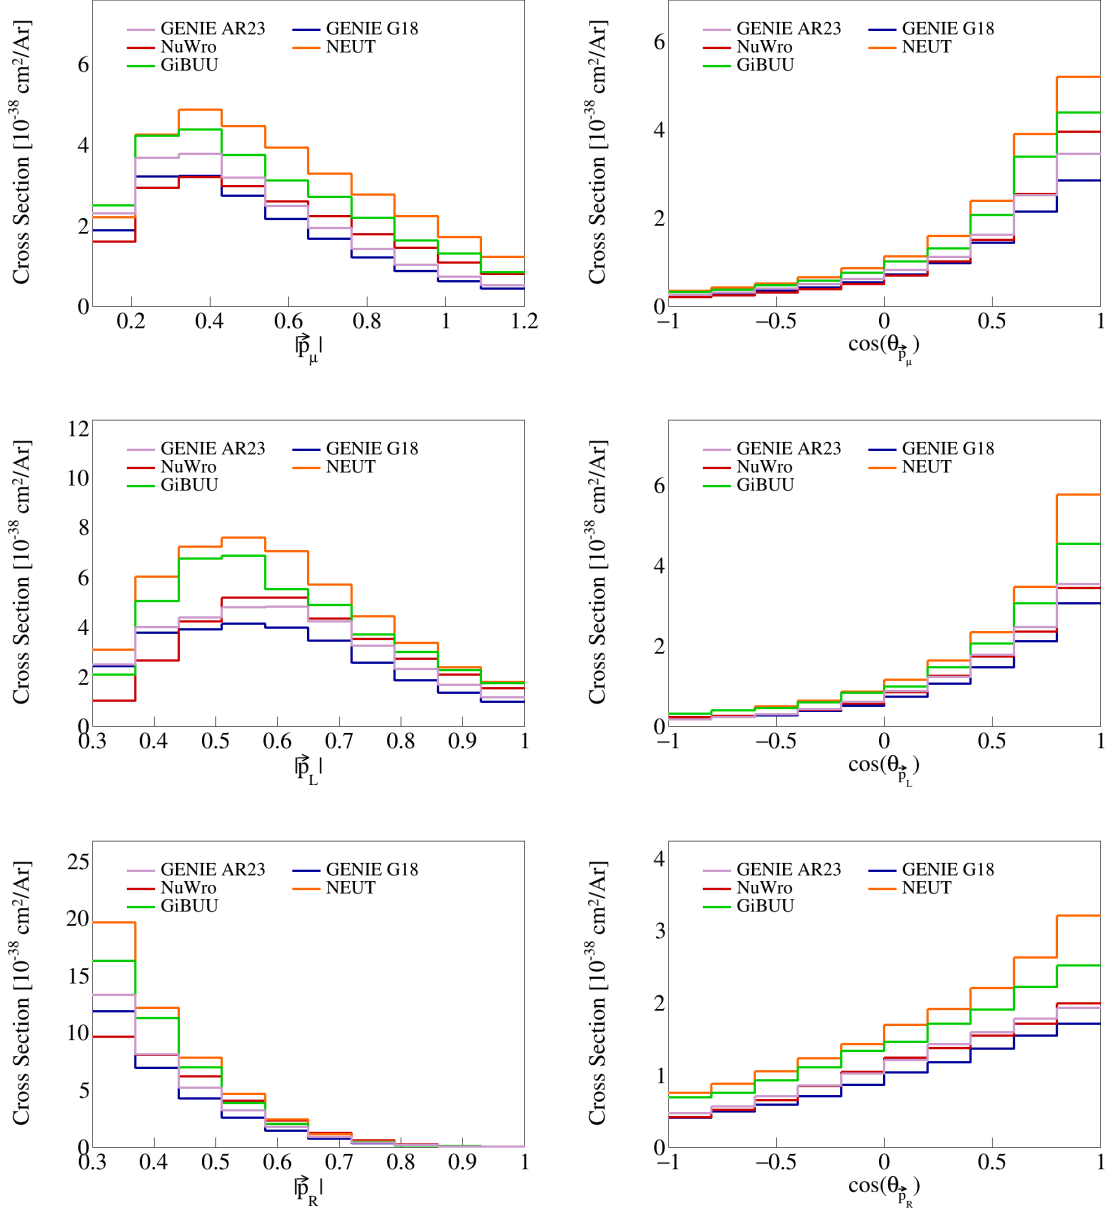 GENIE AR23 GENIE G18
NuWro NEUT
GiBUU
Cross Section [10⁻³⁸ cm²/Ar]
6
4
2
0
0.2 0.4 0.6 0.8 1 1.2
|p⃗_μ|
GENIE AR23 GENIE G18
NuWro NEUT
GiBUU
Cross Section [10⁻³⁸ cm²/Ar]
6
4
2
0
−1 −0.5 0 0.5 1
cos(θ_p⃗_μ)
GENIE AR23 GENIE G18
NuWro NEUT
GiBUU
Cross Section [10⁻³⁸ cm²/Ar]
12
10
8
6
4
2
0
0.3 0.4 0.5 0.6 0.7 0.8 0.9 1
|p⃗_L|
GENIE AR23 GENIE G18
NuWro NEUT
GiBUU
Cross Section [10⁻³⁸ cm²/Ar]
6
4
2
0
−1 −0.5 0 0.5 1
cos(θ_p⃗_L)
GENIE AR23 GENIE G18
NuWro NEUT
GiBUU
Cross Section [10⁻³⁸ cm²/Ar]
25
20
15
10
5
0
0.3 0.4 0.5 0.6 0.7 0.8 0.9 1
|p⃗_R|
GENIE AR23 GENIE G18
NuWro NEUT
GiBUU
Cross Section [10⁻³⁸ cm²/Ar]
4
3
2
1
0
−1 −0.5 0 0.5 1
cos(θ_p⃗_R)